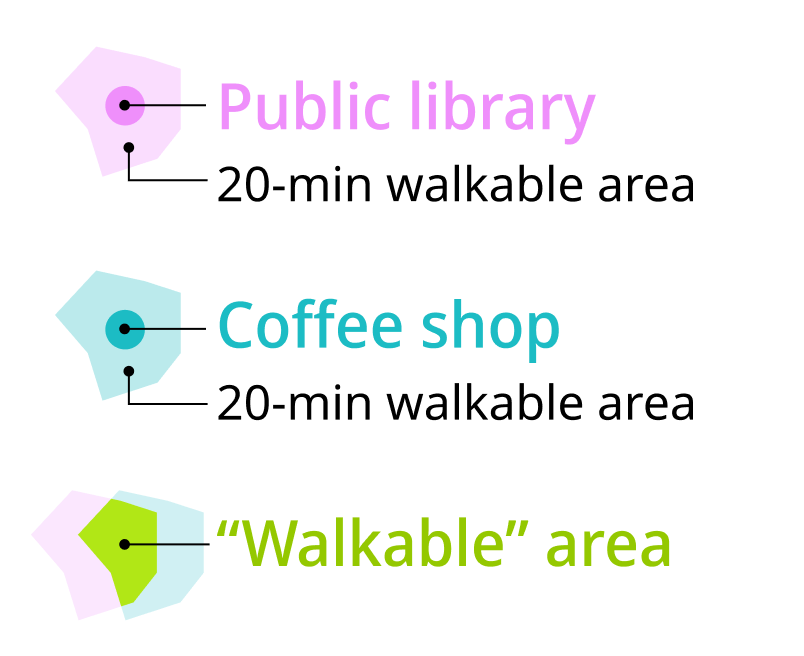 Public library
20-min walkable area
Coffee shop
20-min walkable area
“Walkable” area